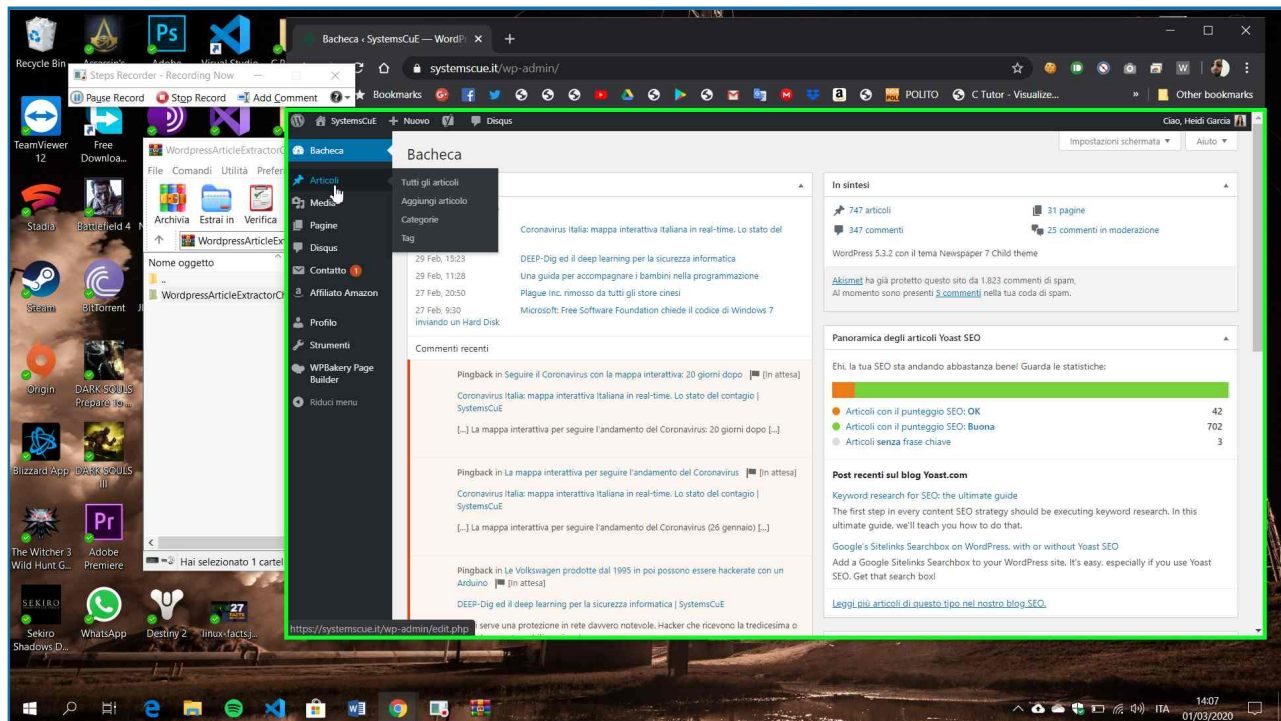 Recycle Bin
Ps
Steps Recorder - Recording Now
Pause Record
Stop Record
Add Comment
Bacheca ‹ SystemsCuE — WordP
systemscue.it/wp-admin/
Bookmarks
POLITO
C Tutor - Visualize...
»
Other bookmarks
SystemsCuE
Nuovo
Disqus
Ciao, Heidi Garcia
TeamViewer 12
Free Downloa...
Stadia
Battlefield 4
Steam
BitTorrent
Origin
DARK SOULS Prepare To ...
Blizzard App
DARK SOULS III
The Witcher 3 Wild Hunt G...
Pr
Adobe Premiere
SEKIRO
Sekiro Shadows D...
WhatsApp
Destiny 2
27
FACTS
linux-facts.j...
WordpressArticleExtractorC
File Comandi Utilità Prefer
Archivia
Estrai in
Verifica
WordpressArticleEx
Nome oggetto
..
WordpressArticleExtractorCh
Hai selezionato 1 cartel
Bacheca
Articoli
Media
Pagine
Disqus
Contatto 1
Affiliato Amazon
Profilo
Strumenti
WPBakery Page Builder
Riduci menu
https://systemscue.it/wp-admin/edit.php
Tutti gli articoli
Aggiungi articolo
Categorie
Tag
Bacheca
Impostazioni schermata
Aiuto
Coronavirus Italia: mappa interattiva Italiana in real-time. Lo stato del
29 Feb, 15:23 DEEP-Dig ed il deep learning per la sicurezza informatica
29 Feb, 11:28 Una guida per accompagnare i bambini nella programmazione
27 Feb, 20:50 Plague Inc. rimosso da tutti gli store cinesi
27 Feb, 9:30 Microsoft: Free Software Foundation chiede il codice di Windows 7
inviando un Hard Disk
Commenti recenti
Pingback in Seguire il Coronavirus con la mappa interattiva: 20 giorni dopo [In attesa]
Coronavirus Italia: mappa interattiva Italiana in real-time. Lo stato del contagio |
SystemsCuE
[...] La mappa interattiva per seguire l'andamento del Coronavirus: 20 giorni dopo [...]
Pingback in La mappa interattiva per seguire l'andamento del Coronavirus [In attesa]
Coronavirus Italia: mappa interattiva Italiana in real-time. Lo stato del contagio |
SystemsCuE
[...] La mappa interattiva per seguire l'andamento del Coronavirus (26 gennaio) [...]
Pingback in Le Volkswagen prodotte dal 1995 in poi possono essere hackerate con un
Arduino [In attesa]
DEEP-Dig ed il deep learning per la sicurezza informatica | SystemsCuE
i serve una protezione in rete davvero notevole. Hacker che ricevono la tredicesima o
In sintesi
747 articoli
31 pagine
347 commenti
25 commenti in moderazione
WordPress 5.3.2 con il tema Newspaper 7 Child theme
Akismet ha già protetto questo sito da 1.823 commenti di spam.
Al momento sono presenti 5 commenti nella tua coda di spam.
Panoramica degli articoli Yoast SEO
Ehi, la tua SEO sta andando abbastanza bene! Guarda le statistiche:
Articoli con il punteggio SEO: OK 42
Articoli con il punteggio SEO: Buona 702
Articoli senza frase chiave 3
Post recenti sul blog Yoast.com
Keyword research for SEO: the ultimate guide
The first step in every content SEO strategy should be executing keyword research. In this
ultimate guide, we'll teach you how to do that.
Google's Sitelinks Searchbox on WordPress, with or without Yoast SEO
Add a Google Sitelinks Searchbox to your WordPress site. It's easy, especially if you use Yoast
SEO. Get that search box!
Leggi più articoli di questo tipo nel nostro blog SEO.
ITA
14:07
01/03/2020